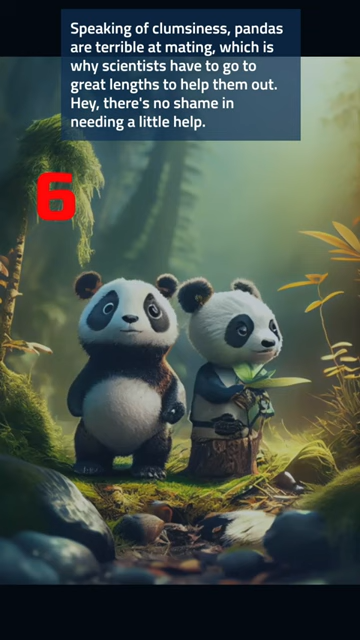 Speaking of clumsiness, pandas
are terrible at mating, which is
why scientists have to go to
great lengths to help them out.
Hey, there's no shame in
needing a little help.
6